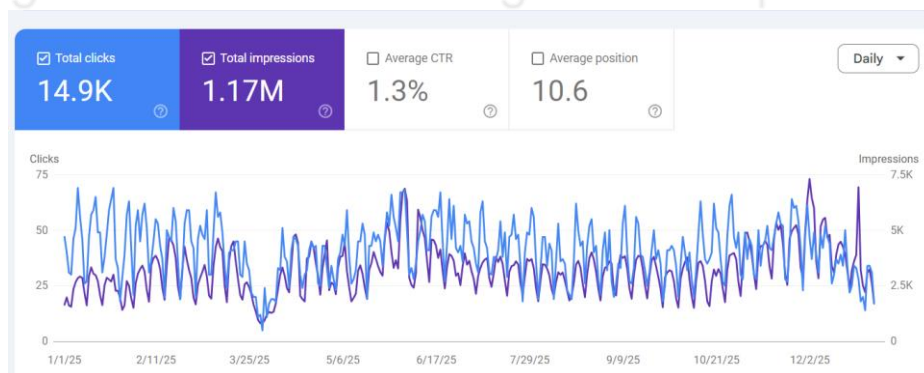 Total clicks
14.9K
Total impressions
1.17M
Average CTR
1.3%
Average position
10.6
Daily
Clicks
Impressions
75
7.5K
50
5K
25
2.5K
0
0
1/1/25 2/11/25 3/25/25 5/6/25 6/17/25 7/29/25 9/9/25 10/21/25 12/2/25